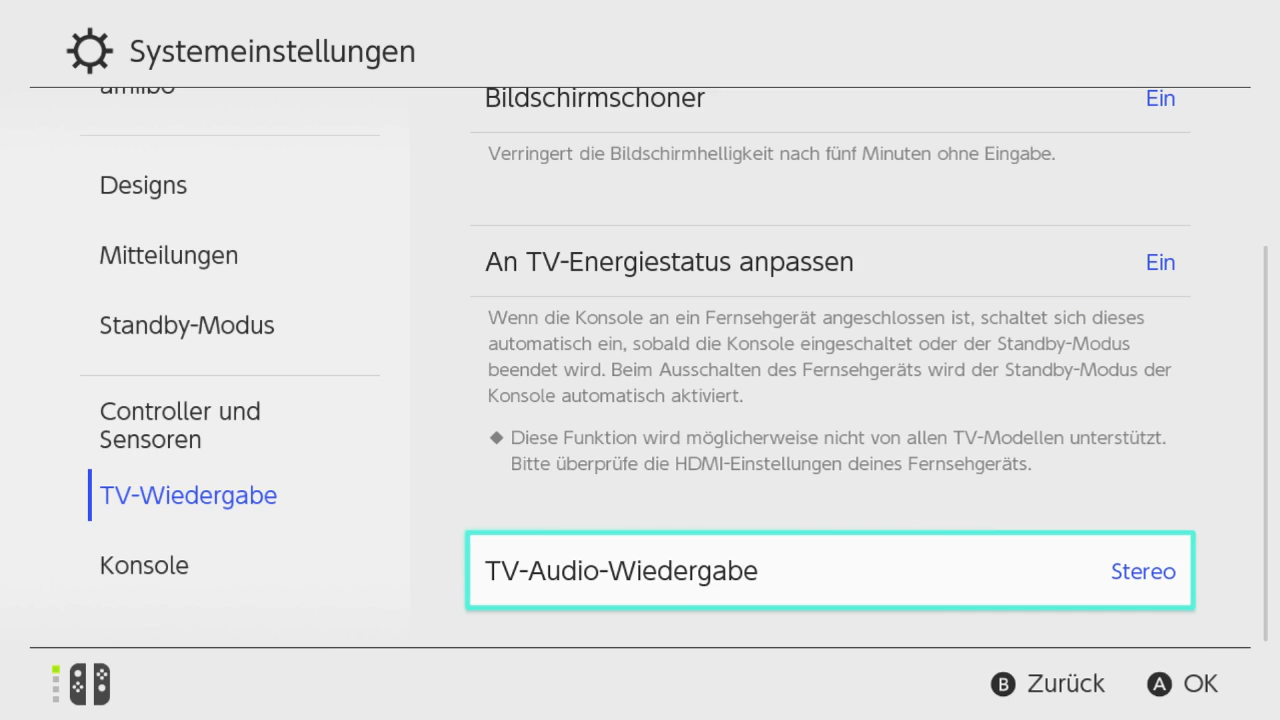 Systemeinstellungen
amiibo
Designs
Mitteilungen
Standby-Modus
Controller und
Sensoren
TV-Wiedergabe
Konsole
Bildschirmschoner
Ein
Verringert die Bildschirmhelligkeit nach fünf Minuten ohne Eingabe.
An TV-Energiestatus anpassen
Ein
Wenn die Konsole an ein Fernsehgerät angeschlossen ist, schaltet sich dieses
automatisch ein, sobald die Konsole eingeschaltet oder der Standby-Modus
beendet wird. Beim Ausschalten des Fernsehgeräts wird der Standby-Modus der
Konsole automatisch aktiviert.
◆ Diese Funktion wird möglicherweise nicht von allen TV-Modellen unterstützt.
Bitte überprüfe die HDMI-Einstellungen deines Fernsehgeräts.
TV-Audio-Wiedergabe
Stereo
B Zurück
A OK